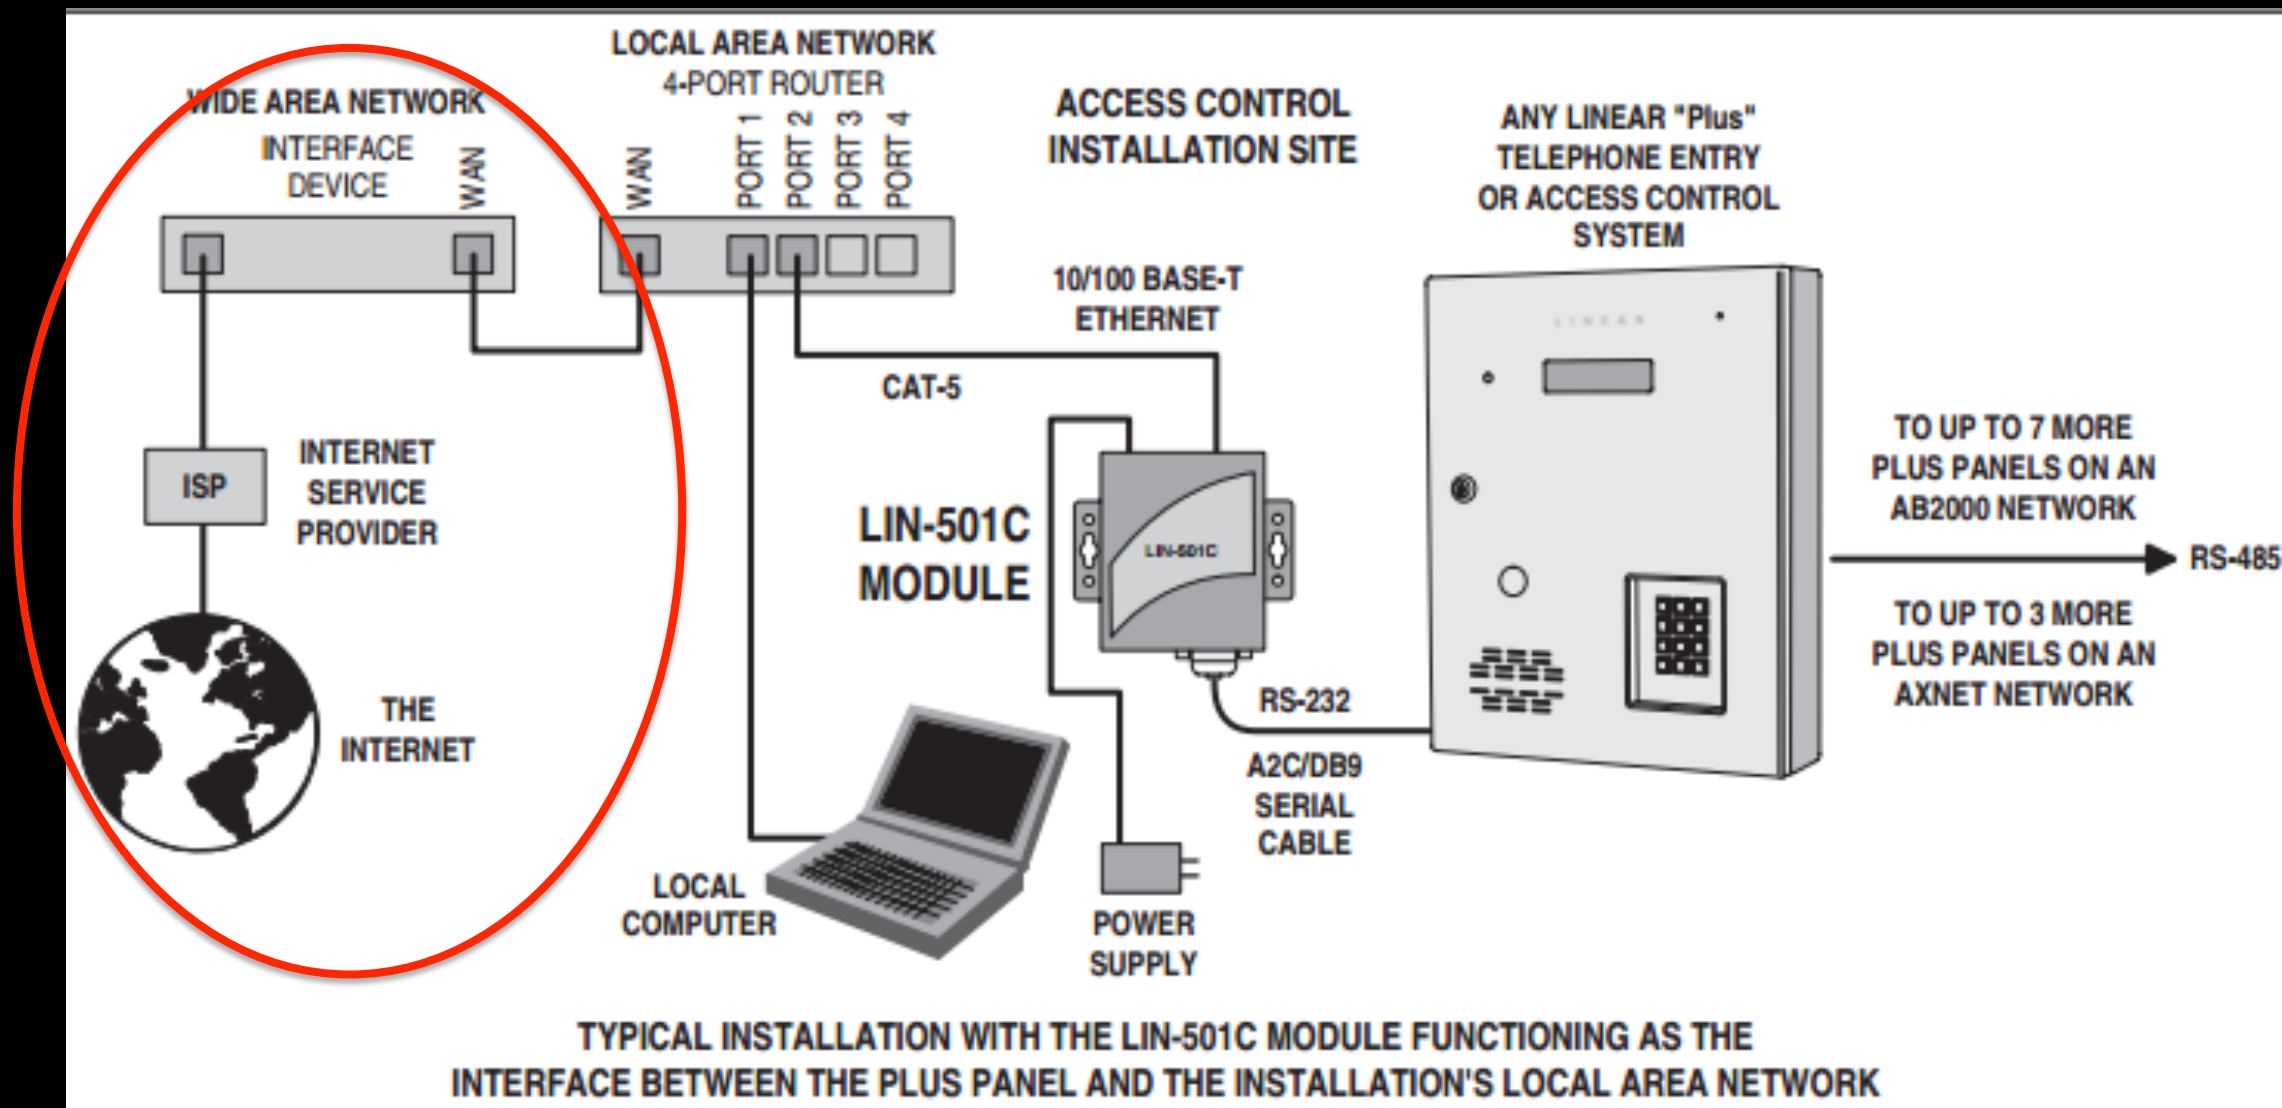 LOCAL AREA NETWORK
4-PORT ROUTER
WIDE AREA NETWORK
INTERFACE
DEVICE
WAN
WAN
PORT 1
PORT 2
PORT 3
PORT 4
ACCESS CONTROL
INSTALLATION SITE
ANY LINEAR "Plus"
TELEPHONE ENTRY
OR ACCESS CONTROL
SYSTEM
10/100 BASE-T
ETHERNET
LINEAR
CAT-5
INTERNET
SERVICE
PROVIDER
ISP
LIN-501C
MODULE
LIN-501C
TO UP TO 7 MORE
PLUS PANELS ON AN
AB2000 NETWORK
RS-485
TO UP TO 3 MORE
PLUS PANELS ON AN
AXNET NETWORK
THE
INTERNET
RS-232
A2C/DB9
SERIAL
CABLE
LOCAL
COMPUTER
POWER
SUPPLY
TYPICAL INSTALLATION WITH THE LIN-501C MODULE FUNCTIONING AS THE
INTERFACE BETWEEN THE PLUS PANEL AND THE INSTALLATION'S LOCAL AREA NETWORK